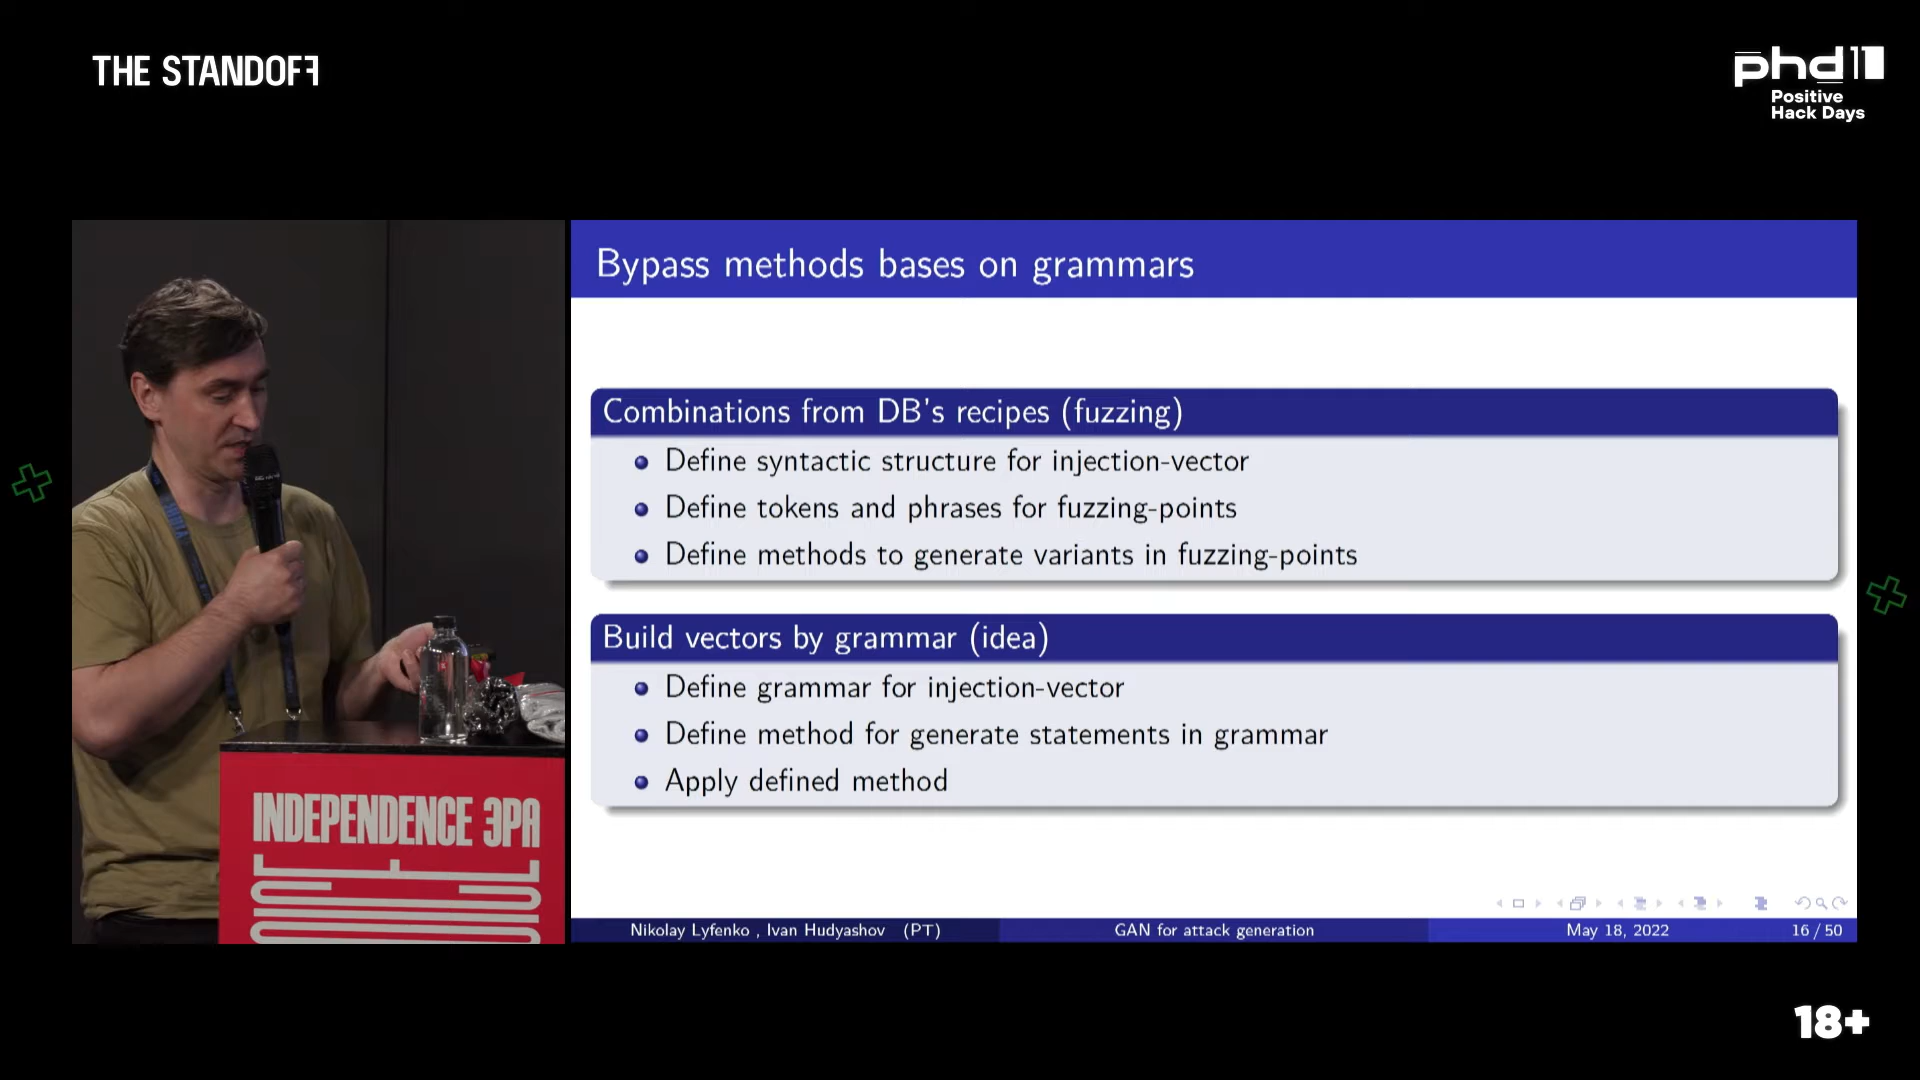 THE STANDOFF
phd11
Positive
Hack Days
Bypass methods bases on grammars
Combinations from DB's recipes (fuzzing)
Define syntactic structure for injection-vector
Define tokens and phrases for fuzzing-points
Define methods to generate variants in fuzzing-points
Build vectors by grammar (idea)
Define grammar for injection-vector
Define method for generate statements in grammar
Apply defined method
INDEPENDENCE ЭРА
Nikolay Lyfenko , Ivan Hudyashov (PT)
GAN for attack generation
May 18, 2022
16 / 50
18+